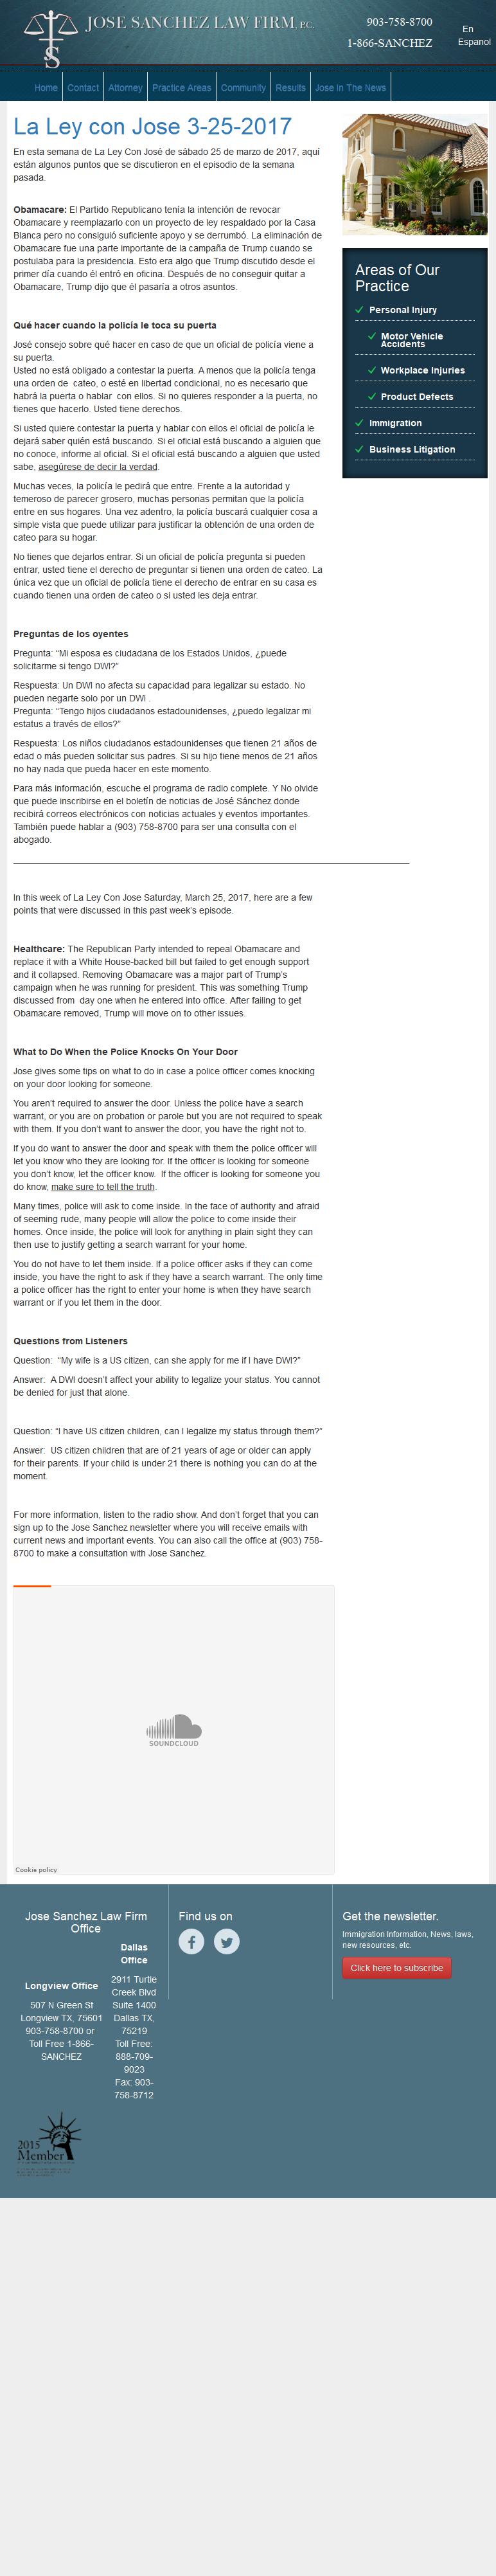 JOSE SANCHEZ LAW FIRM, P.C.
903-758-8700
1-866-SANCHEZ
En
Espanol
JS
Home
Contact
Attorney
Practice Areas
Community
Results
Jose In The News
La Ley con Jose 3-25-2017
En esta semana de La Ley Con José de sábado 25 de marzo de 2017, aquí
están algunos puntos que se discutieron en el episodio de la semana
pasada.
Obamacare: El Partido Republicano tenía la intención de revocar
Obamacare y reemplazarlo con un proyecto de ley respaldado por la Casa
Blanca pero no consiguió suficiente apoyo y se derrumbó. La eliminación de
Obamacare fue una parte importante de la campaña de Trump cuando se
postulaba para la presidencia. Esto era algo que Trump discutido desde el
primer día cuando él entró en oficina. Después de no conseguir quitar a
Obamacare, Trump dijo que él pasaría a otros asuntos.
Qué hacer cuando la policía le toca su puerta
José consejo sobre qué hacer en caso de que un oficial de policía viene a
su puerta.
Usted no está obligado a contestar la puerta. A menos que la policía tenga
una orden de  cateo, o esté en libertad condicional, no es necesario que
habrá la puerta o hablar  con ellos. Si no quieres responder a la puerta, no
tienes que hacerlo. Usted tiene derechos.
Si usted quiere contestar la puerta y hablar con ellos el oficial de policía le
dejará saber quién está buscando. Si el oficial está buscando a alguien que
no conoce, informe al oficial. Si el oficial está buscando a alguien que usted
sabe, asegúrese de decir la verdad.
Muchas veces, la policía le pedirá que entre. Frente a la autoridad y
temeroso de parecer grosero, muchas personas permitan que la policía
entre en sus hogares. Una vez adentro, la policía buscará cualquier cosa a
simple vista que puede utilizar para justificar la obtención de una orden de
cateo para su hogar.
No tienes que dejarlos entrar. Si un oficial de policía pregunta si pueden
entrar, usted tiene el derecho de preguntar si tienen una orden de cateo. La
única vez que un oficial de policía tiene el derecho de entrar en su casa es
cuando tienen una orden de cateo o si usted les deja entrar.
Preguntas de los oyentes
Pregunta: “Mi esposa es ciudadana de los Estados Unidos, ¿puede
solicitarme si tengo DWI?”
Respuesta: Un DWI no afecta su capacidad para legalizar su estado. No
pueden negarte solo por un DWI .
Pregunta: “Tengo hijos ciudadanos estadounidenses, ¿puedo legalizar mi
estatus a través de ellos?”
Respuesta: Los niños ciudadanos estadounidenses que tienen 21 años de
edad o más pueden solicitar sus padres. Si su hijo tiene menos de 21 años
no hay nada que pueda hacer en este momento.
Para más información, escuche el programa de radio complete. Y No olvide
que puede inscribirse en el boletín de noticias de José Sánchez donde
recibirá correos electrónicos con noticias actuales y eventos importantes.
También puede hablar a (903) 758-8700 para ser una consulta con el
abogado.
In this week of La Ley Con Jose Saturday, March 25, 2017, here are a few
points that were discussed in this past week’s episode.
Healthcare: The Republican Party intended to repeal Obamacare and
replace it with a White House-backed bill but failed to get enough support
and it collapsed. Removing Obamacare was a major part of Trump’s
campaign when he was running for president. This was something Trump
discussed from  day one when he entered into office. After failing to get
Obamacare removed, Trump will move on to other issues.
What to Do When the Police Knocks On Your Door
Jose gives some tips on what to do in case a police officer comes knocking
on your door looking for someone.
You aren’t required to answer the door. Unless the police have a search
warrant, or you are on probation or parole but you are not required to speak
with them. If you don’t want to answer the door, you have the right not to.
If you do want to answer the door and speak with them the police officer will
let you know who they are looking for. If the officer is looking for someone
you don’t know, let the officer know.  If the officer is looking for someone you
do know, make sure to tell the truth.
Many times, police will ask to come inside. In the face of authority and afraid
of seeming rude, many people will allow the police to come inside their
homes. Once inside, the police will look for anything in plain sight they can
then use to justify getting a search warrant for your home.
You do not have to let them inside. If a police officer asks if they can come
inside, you have the right to ask if they have a search warrant. The only time
a police officer has the right to enter your home is when they have search
warrant or if you let them in the door.
Questions from Listeners
Question:  “My wife is a US citizen, can she apply for me if I have DWI?”
Answer:  A DWI doesn’t affect your ability to legalize your status. You cannot
be denied for just that alone.
Question: “I have US citizen children, can I legalize my status through them?”
Answer:  US citizen children that are of 21 years of age or older can apply
for their parents. If your child is under 21 there is nothing you can do at the
moment.
For more information, listen to the radio show. And don’t forget that you can
sign up to the Jose Sanchez newsletter where you will receive emails with
current news and important events. You can also call the office at (903) 758-
8700 to make a consultation with Jose Sanchez.
SOUNDCLOUD
Cookie policy
Areas of Our
Practice
Personal Injury
Motor Vehicle
Accidents
Workplace Injuries
Product Defects
Immigration
Business Litigation
Jose Sanchez Law Firm
Office
Longview Office
507 N Green St
Longview TX, 75601
903-758-8700 or
Toll Free 1-866-
SANCHEZ
Dallas
Office
2911 Turtle
Creek Blvd
Suite 1400
Dallas TX,
75219
Toll Free:
888-709-
9023
Fax: 903-
758-8712
2015
Member
Find us on
Get the newsletter.
Immigration Information, News, laws,
new resources, etc.
Click here to subscribe